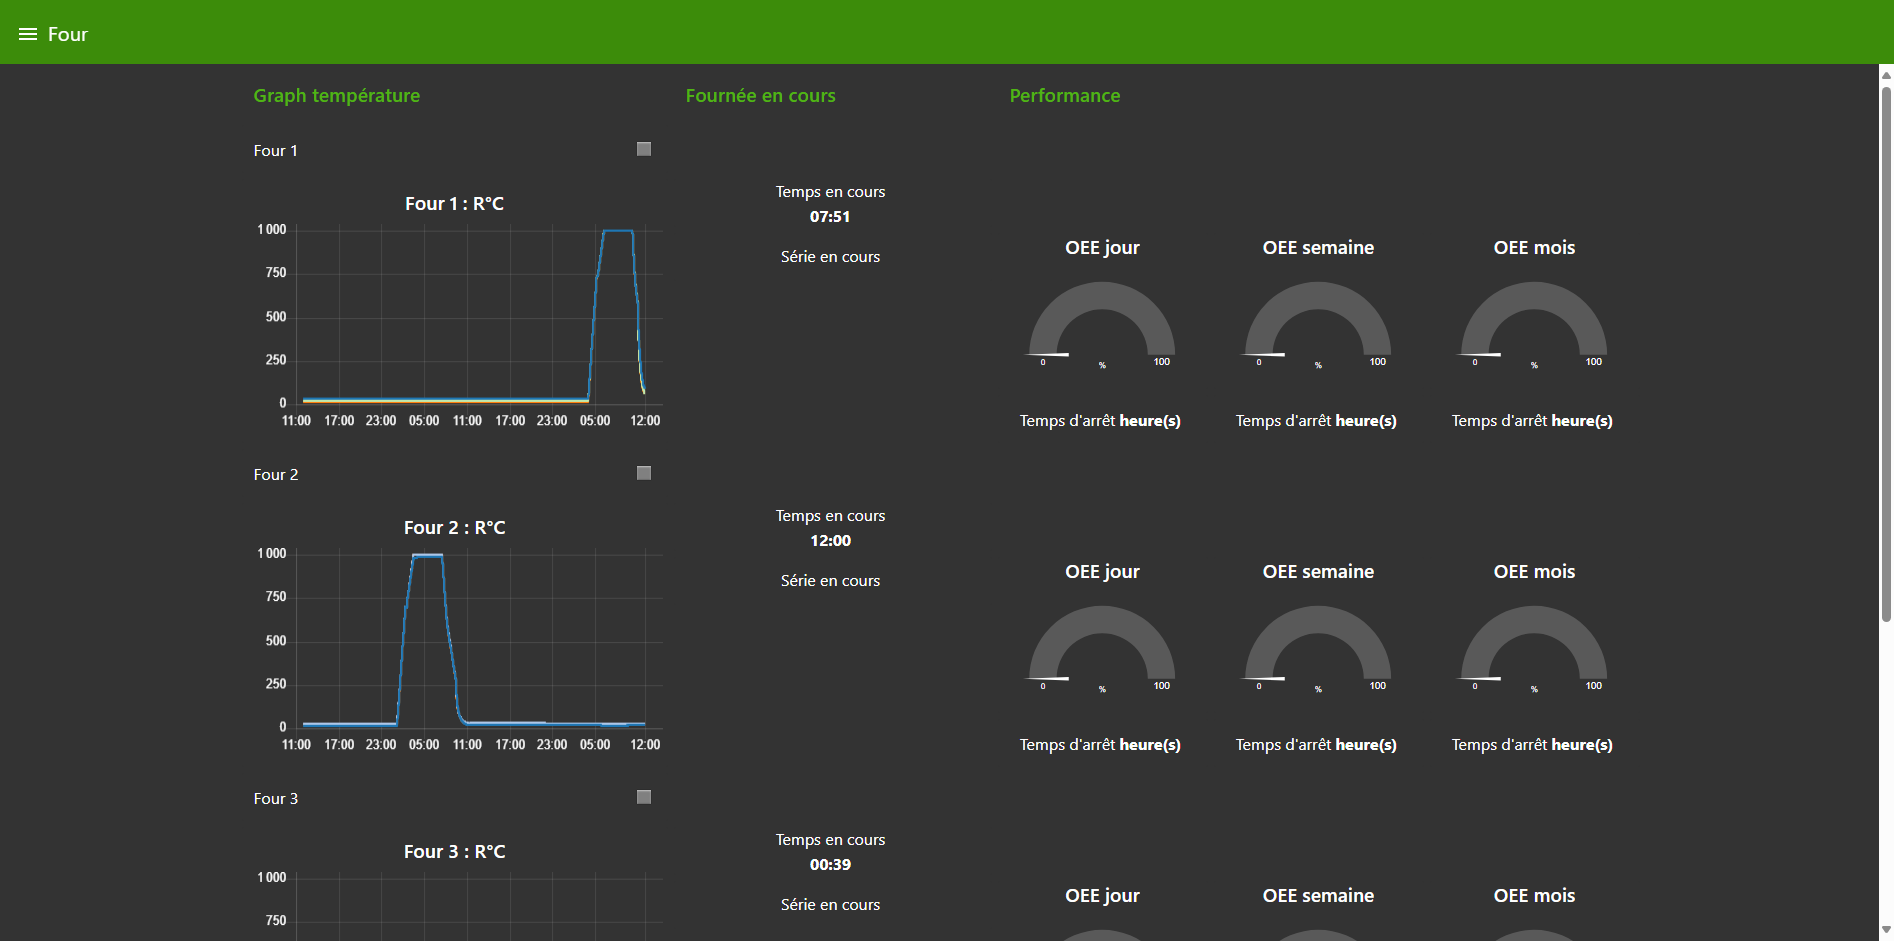 Four
Graph température
Fournée en cours
Performance
Four 1
Four 1 : R°C
1 000
750
500
250
0
11:00 17:00 23:00 05:00 11:00 17:00 23:00 05:00 12:00
Temps en cours
07:51
Série en cours
OEE jour
0 % 100
Temps d'arrêt heure(s)
OEE semaine
0 % 100
Temps d'arrêt heure(s)
OEE mois
0 % 100
Temps d'arrêt heure(s)
Four 2
Four 2 : R°C
1 000
750
500
250
0
11:00 17:00 23:00 05:00 11:00 17:00 23:00 05:00 12:00
Temps en cours
12:00
Série en cours
OEE jour
0 % 100
Temps d'arrêt heure(s)
OEE semaine
0 % 100
Temps d'arrêt heure(s)
OEE mois
0 % 100
Temps d'arrêt heure(s)
Four 3
Four 3 : R°C
1 000
750
Temps en cours
00:39
Série en cours
OEE jour
OEE semaine
OEE mois